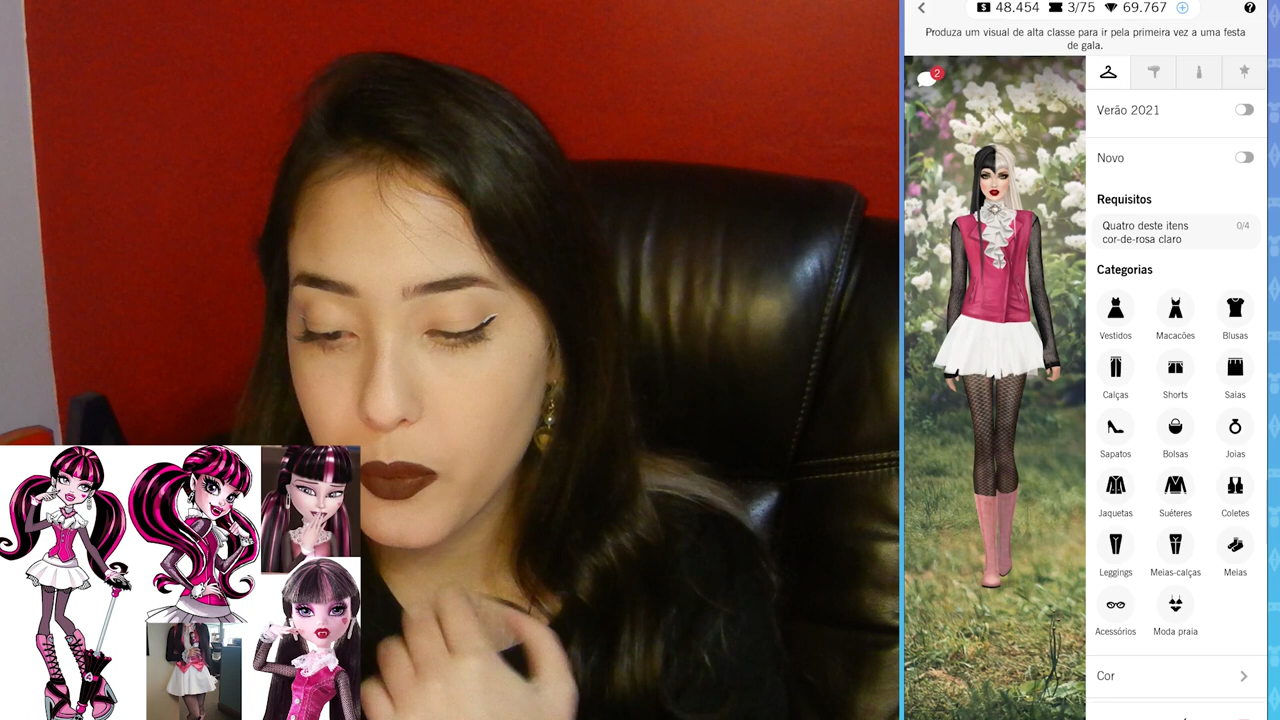 48.454 3/75 69.767
Produza um visual de alta classe para ir pela primeira vez a uma festa
de gala.
2
Verão 2021
Novo
Requisitos
Quatro deste itens 0/4
cor-de-rosa claro
Categorias
Vestidos Macacões Blusas
Calças Shorts Saias
Sapatos Bolsas Joias
Jaquetas Suéteres Coletes
Leggings Meias-calças Meias
Acessórios Moda praia
Cor